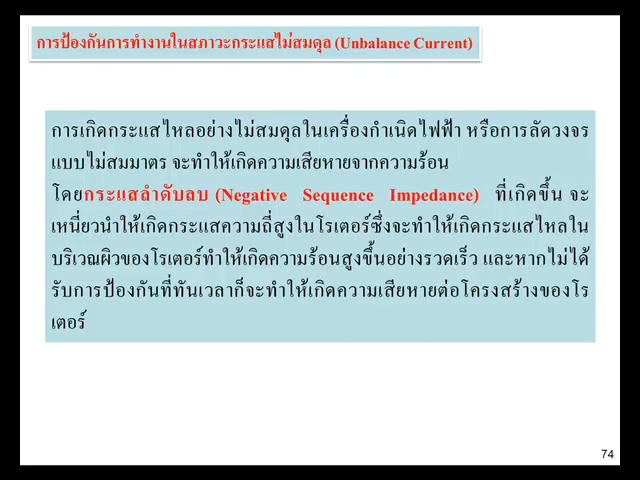 การป้องกันการทำงานในสภาวะกระแสไม่สมดุล (Unbalance Current)
การเกิดกระแสไหลอย่างไม่สมดุลในเครื่องกำเนิดไฟฟ้า หรือการลัดวงจร
แบบไม่สมมาตร จะทำให้เกิดความเสียหายจากความร้อน
โดยกระแสลำดับลบ (Negative Sequence Impedance) ที่เกิดขึ้น จะ
เหนี่ยวนำให้เกิดกระแสความถี่สูงในโรเตอร์ซึ่งจะทำให้เกิดกระแสไหลใน
บริเวณผิวของโรเตอร์ทำให้เกิดความร้อนสูงขึ้นอย่างรวดเร็ว และหากไม่ได้
รับการป้องกันที่ทันเวลาก็จะทำให้เกิดความเสียหายต่อโครงสร้างของโร
เตอร์
74